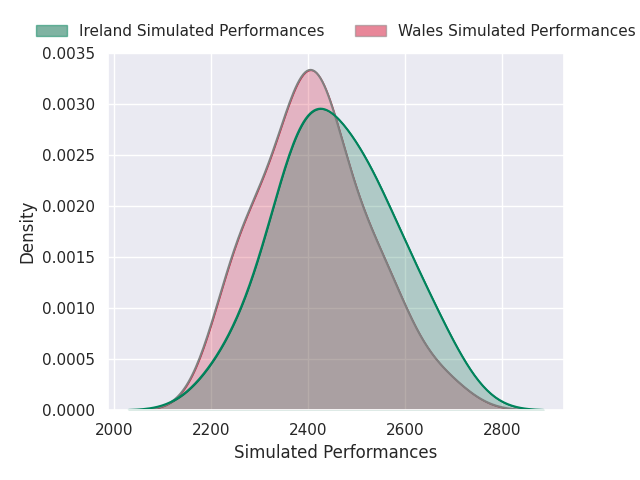 Ireland Simulated Performances Wales Simulated Performances
0.0035
0.0030
0.0025
0.0020
0.0015
0.0010
0.0005
0.0000
Density
2000 2200 2400 2600 2800
Simulated Performances